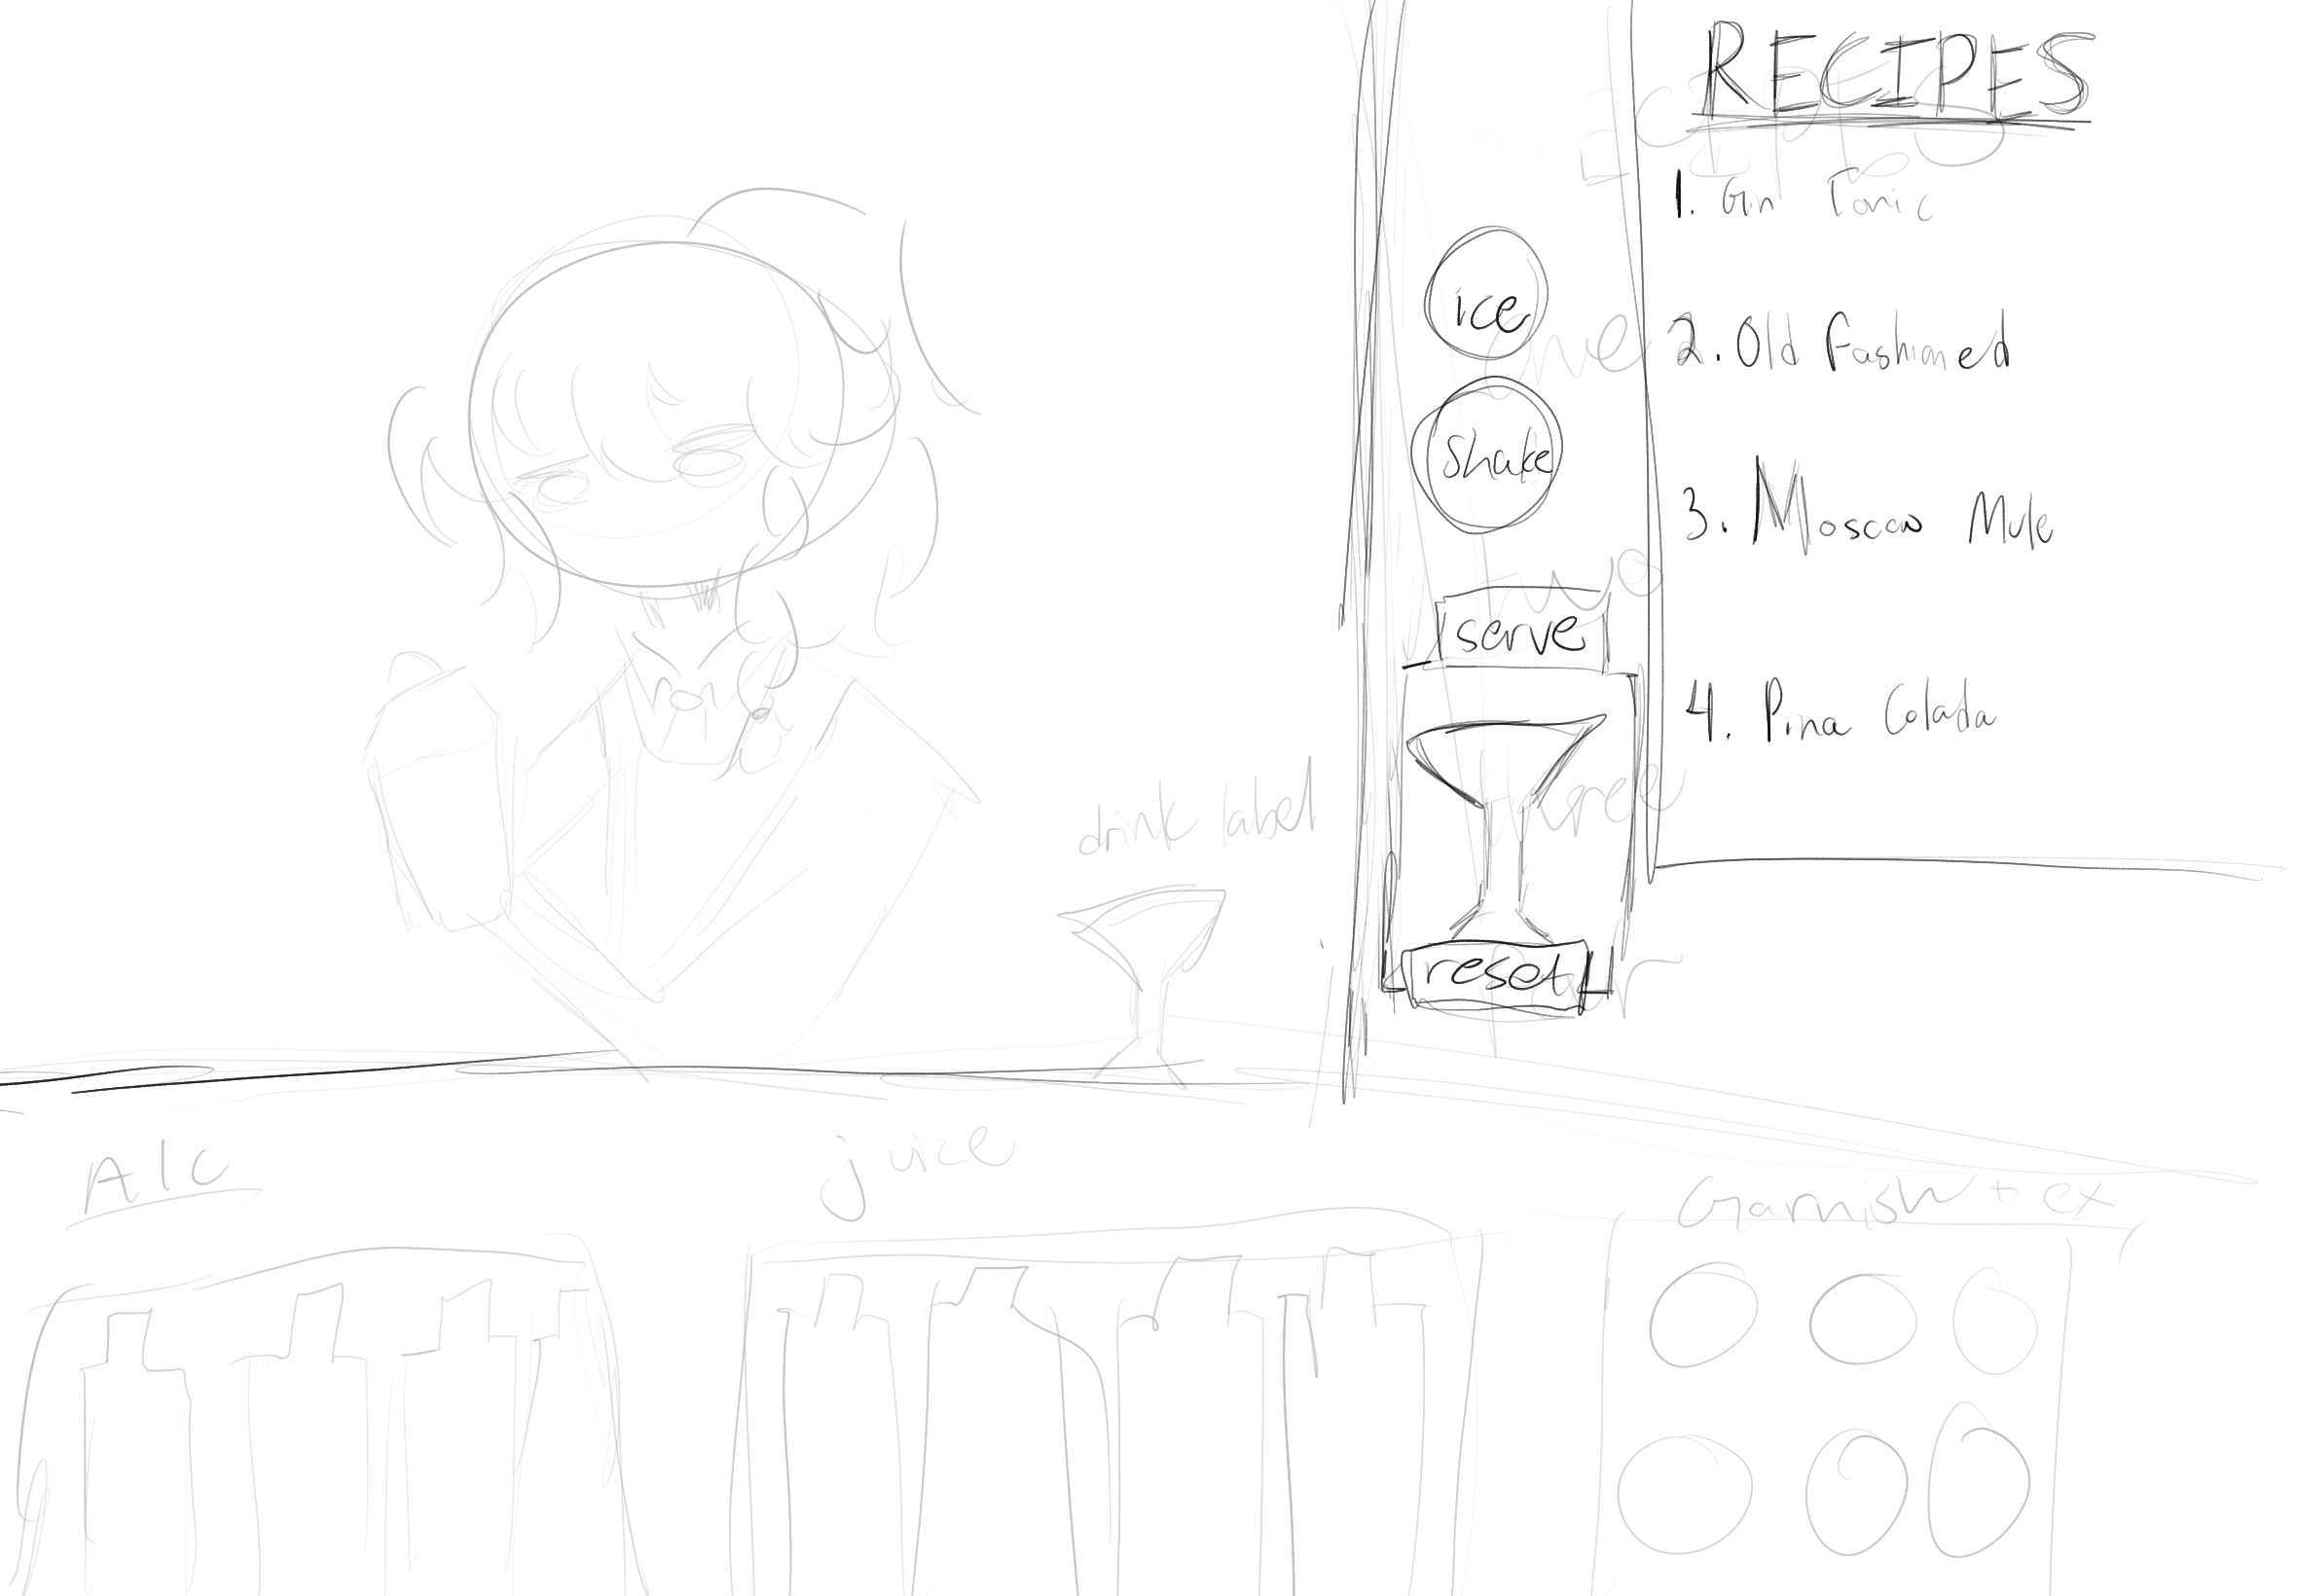 RECIPES
1. Gin Tonic
2. Old Fashioned
3. Moscow Mule
4. Pina Colada
ice
shake
serve
reset
drink label
Alc
juice
Garnish + ex